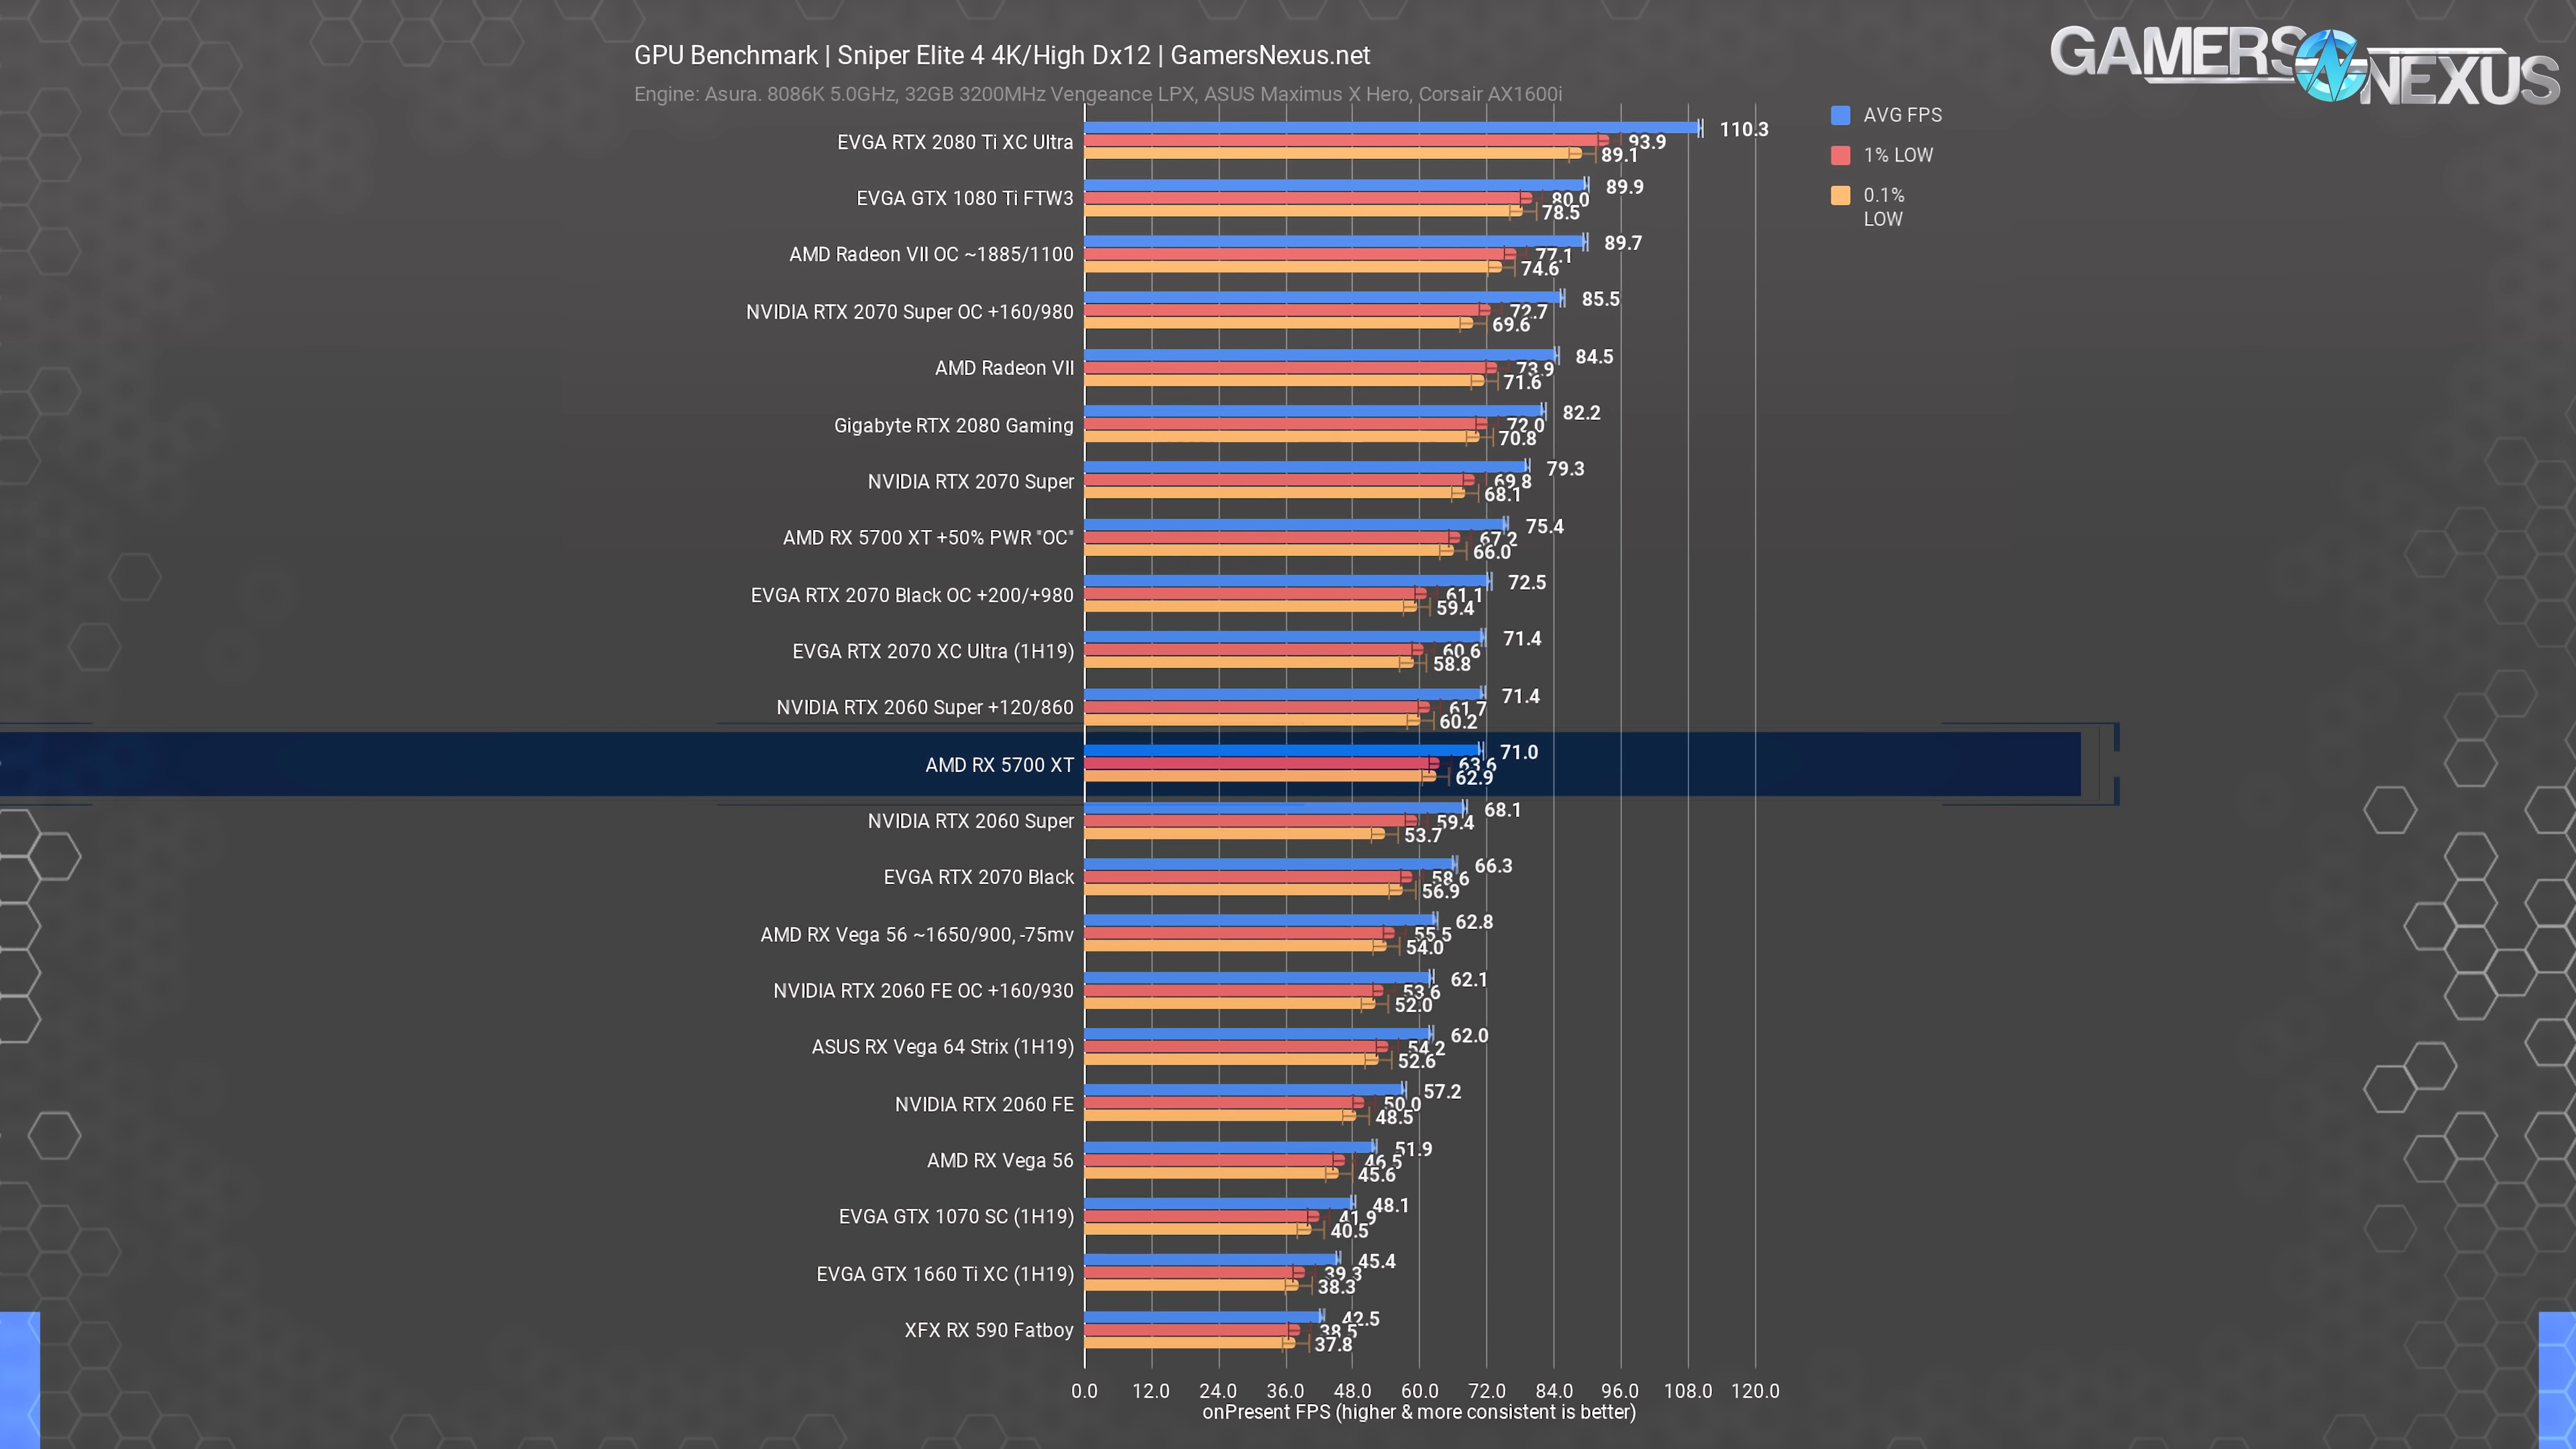 GPU Benchmark | Sniper Elite 4 4K/High Dx12 | GamersNexus.net
GAMERS NEXUS
Engine: Asura. 8086K 5.0GHz, 32GB 3200MHz Vengeance LPX, ASUS Maximus X Hero, Corsair AX1600i
AVG FPS
1% LOW
0.1%
LOW
EVGA RTX 2080 Ti XC Ultra
110.3
93.9
89.1
EVGA GTX 1080 Ti FTW3
89.9
80.0
78.5
AMD Radeon VII OC ~1885/1100
89.7
77.1
74.6
NVIDIA RTX 2070 Super OC +160/980
85.5
72.7
69.6
AMD Radeon VII
84.5
73.9
71.6
Gigabyte RTX 2080 Gaming
82.2
72.0
70.8
NVIDIA RTX 2070 Super
79.3
69.8
68.1
AMD RX 5700 XT +50% PWR "OC"
75.4
67.2
66.0
EVGA RTX 2070 Black OC +200/+980
72.5
61.1
59.4
EVGA RTX 2070 XC Ultra (1H19)
71.4
60.6
58.8
NVIDIA RTX 2060 Super +120/860
71.4
61.7
60.2
AMD RX 5700 XT
71.0
63.6
62.9
NVIDIA RTX 2060 Super
68.1
59.4
53.7
EVGA RTX 2070 Black
66.3
58.6
56.9
AMD RX Vega 56 ~1650/900, -75mv
62.8
55.5
54.0
NVIDIA RTX 2060 FE OC +160/930
62.1
53.6
52.0
ASUS RX Vega 64 Strix (1H19)
62.0
54.2
52.6
NVIDIA RTX 2060 FE
57.2
50.0
48.5
AMD RX Vega 56
51.9
46.5
45.6
EVGA GTX 1070 SC (1H19)
48.1
41.9
40.5
EVGA GTX 1660 Ti XC (1H19)
45.4
39.3
38.3
XFX RX 590 Fatboy
42.5
38.5
37.8
0.0 12.0 24.0 36.0 48.0 60.0 72.0 84.0 96.0 108.0 120.0
onPresent FPS (higher & more consistent is better)